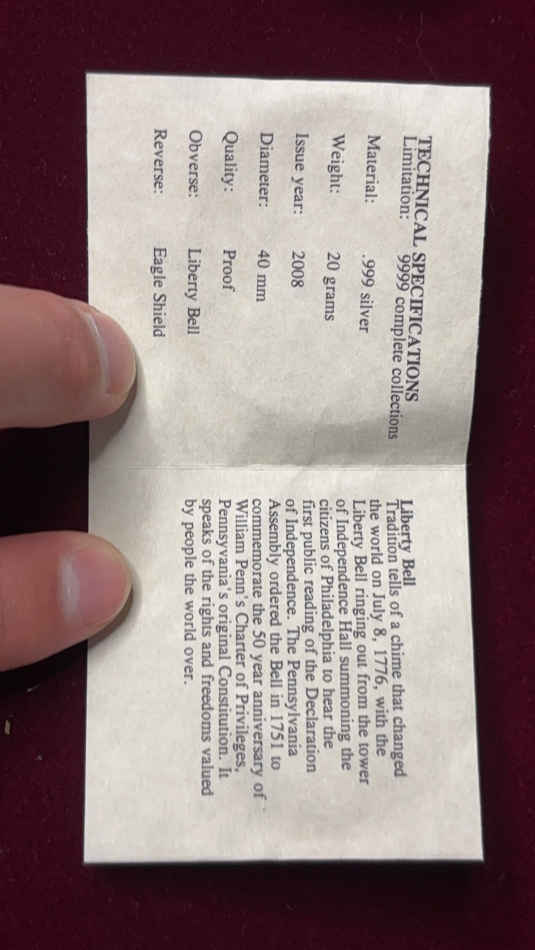 TECHNICAL SPECIFICATIONS
Limitation: 9999 complete collections
Material: .999 silver
Weight: 20 grams
Issue year: 2008
Diameter: 40 mm
Quality: Proof
Obverse: Liberty Bell
Reverse: Eagle Shield
Liberty Bell
Tradition tells of a chime that changed
the world on July 8, 1776, with the
Liberty Bell ringing out from the tower
of Independence Hall summoning the
citizens of Philadelphia to hear the
first public reading of the Declaration
of Independence. The Pennsylvania
Assembly ordered the Bell in 1751 to
commemorate the 50 year anniversary of
William Penn's Charter of Privileges,
Pennsyvania's original Constitution. It
speaks of the rights and freedoms valued
by people the world over.